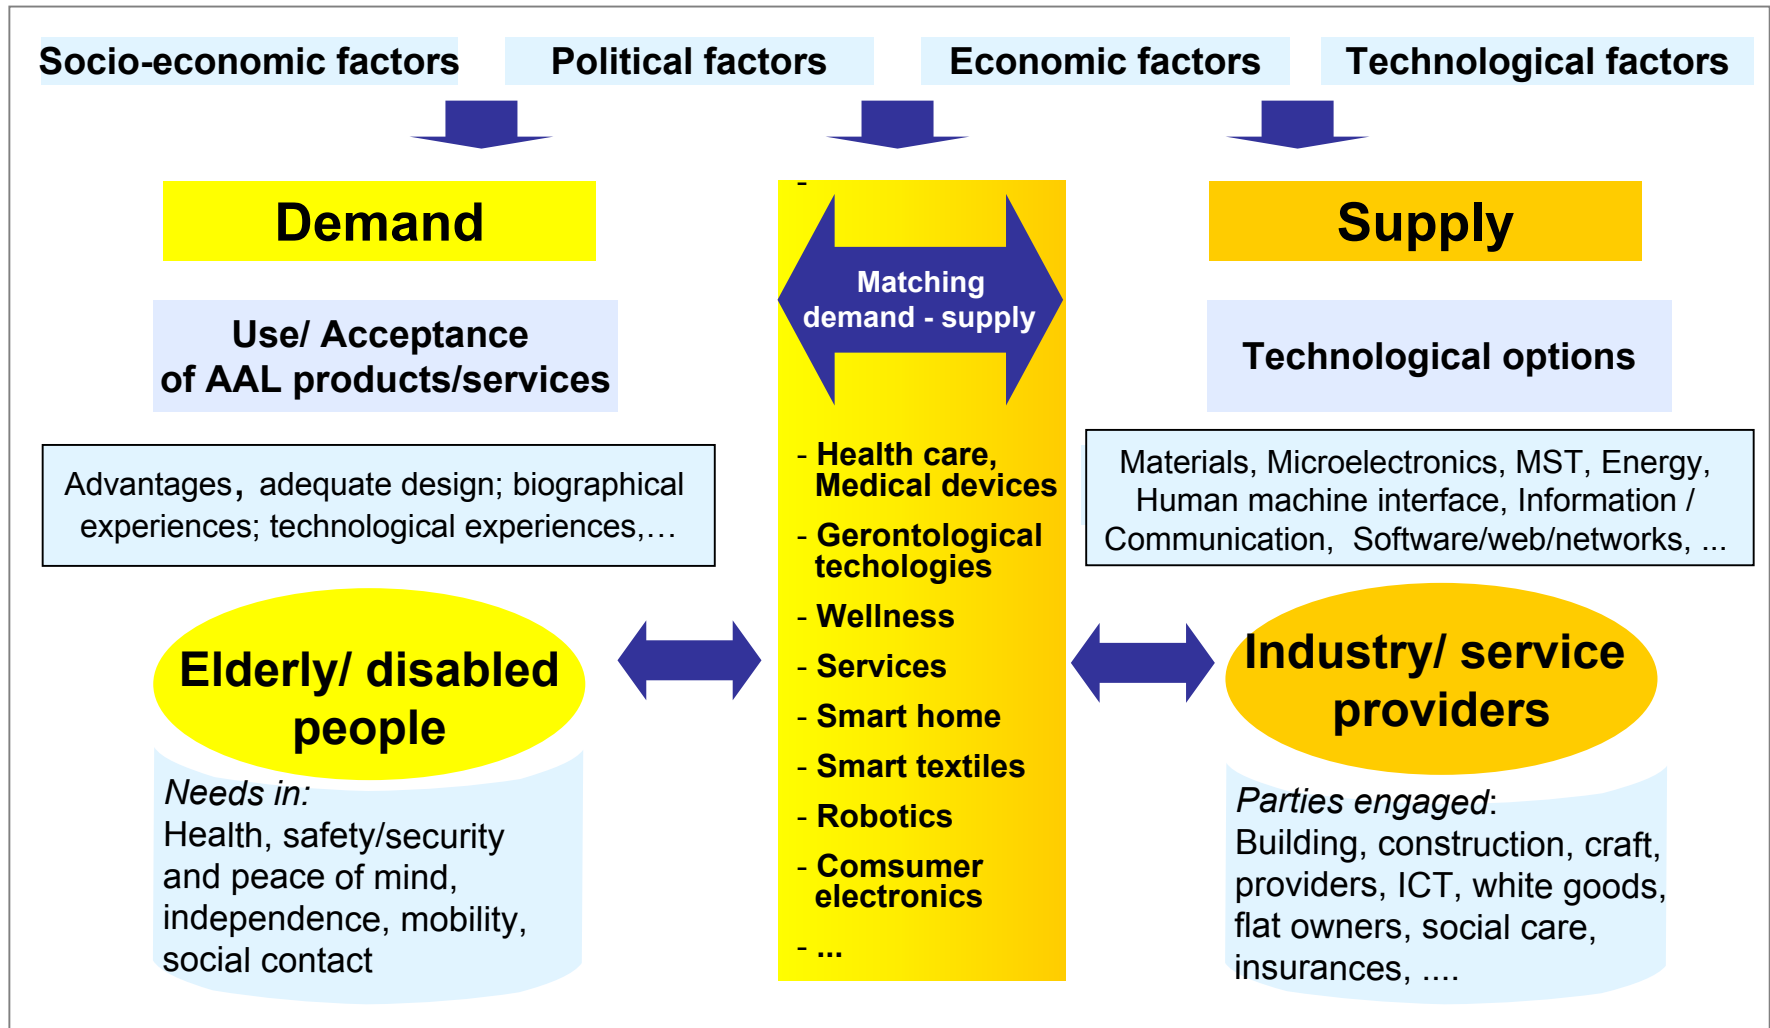 Socio-economic factors
Political factors
Economic factors
Technological factors
Demand
Use/ Acceptance
of AAL products/services
Advantages, adequate design; biographical
experiences; technological experiences,…
Elderly/ disabled
people
Needs in:
Health, safety/security
and peace of mind,
independence, mobility,
social contact
-
Matching
demand - supply
- Health care,
Medical devices
- Gerontological
techologies
- Wellness
- Services
- Smart home
- Smart textiles
- Robotics
- Comsumer
electronics
- ...
Supply
Technological options
Materials, Microelectronics, MST, Energy,
Human machine interface, Information /
Communication, Software/web/networks, ...
Industry/ service
providers
Parties engaged:
Building, construction, craft,
providers, ICT, white goods,
flat owners, social care,
insurances, ....